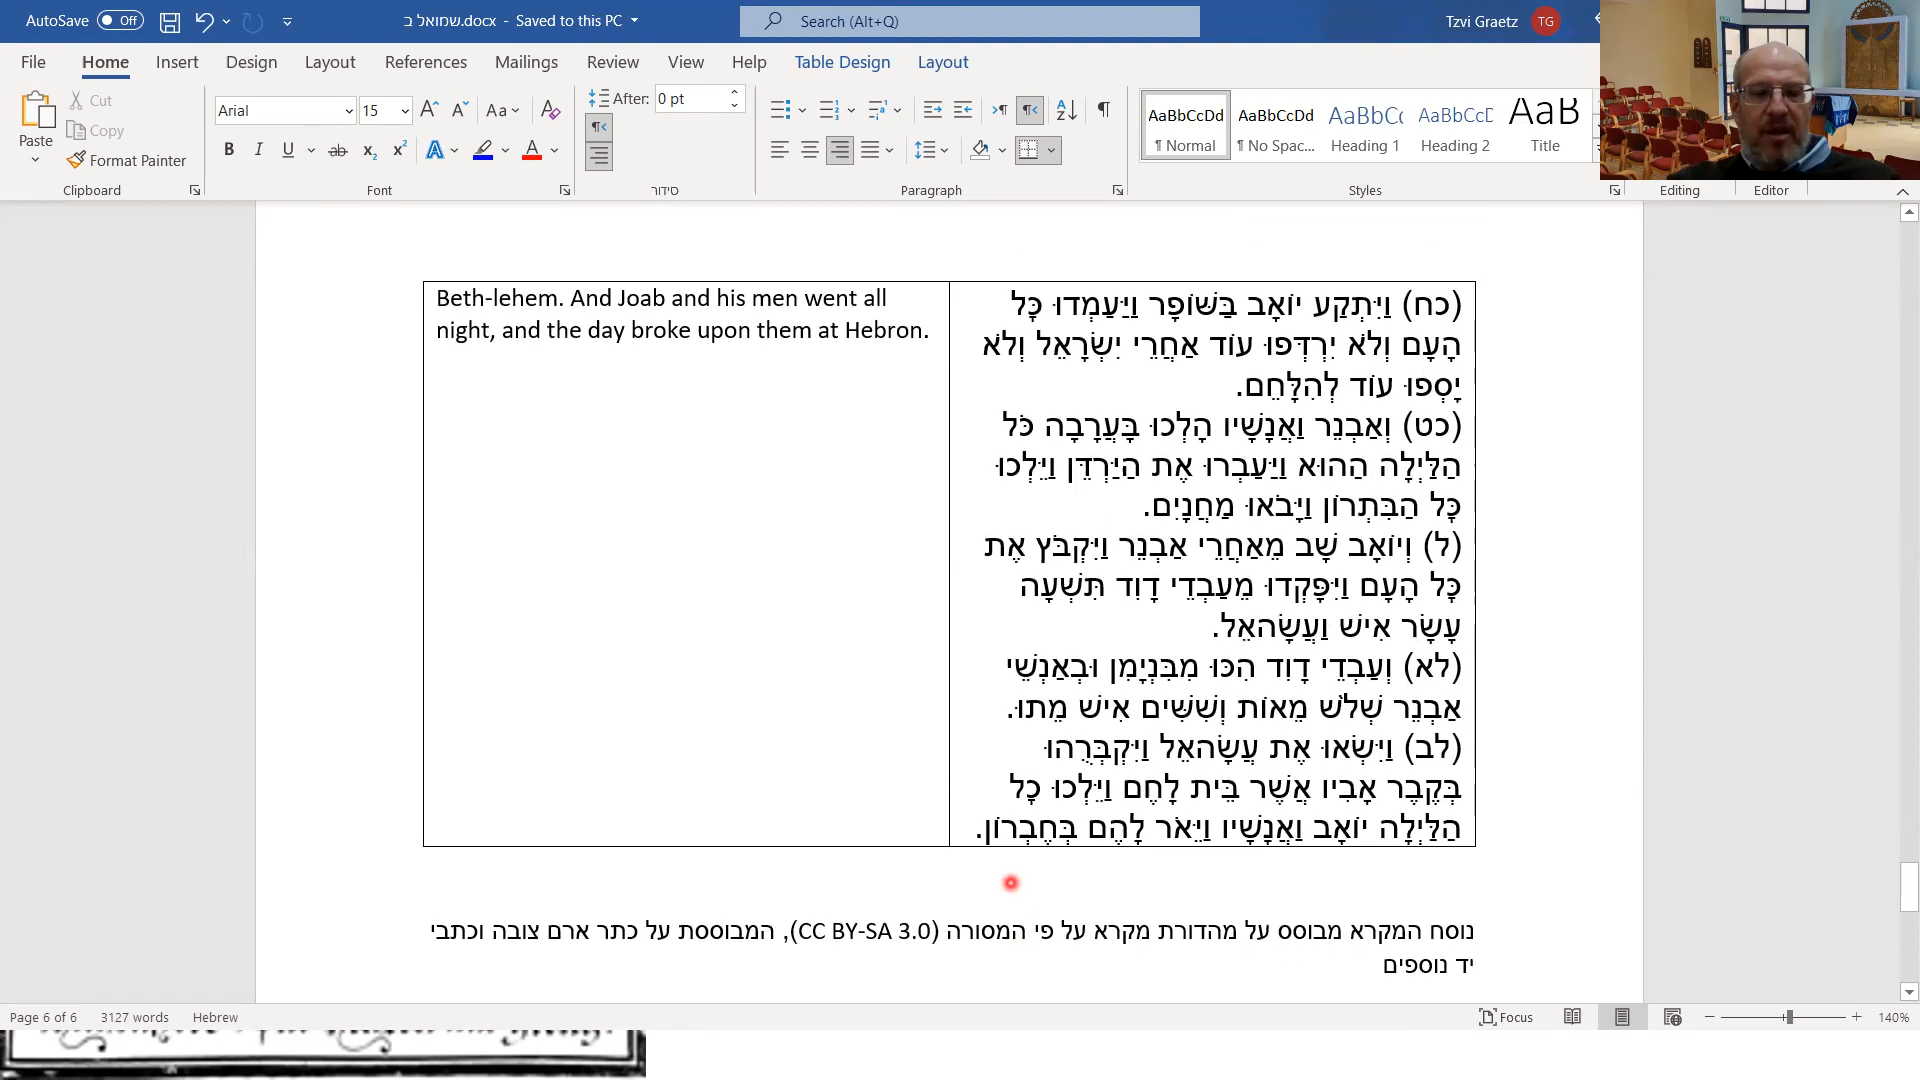 AutoSave Off שמואל ב.docx - Saved to this PC Search (Alt+Q) Tzvi Graetz TG
File Home Insert Design Layout References Mailings Review View Help Table Design Layout
Paste Cut Copy Format Painter
Arial 15 Aa
After: 0 pt
AaBbCcDd AaBbCcDd AaBbCc AaBbCcD AaB
¶ Normal ¶ No Spac... Heading 1 Heading 2 Title
Clipboard Font סידור Paragraph Styles Editing Editor
Beth-lehem. And Joab and his men went all
night, and the day broke upon them at Hebron.
(כח) וַיִּתְקַע יוֹאָב בַּשּׁוֹפָר וַיַּעַמְדוּ כׇּל
הָעָם וְלֹא יִרְדְּפוּ עוֹד אַחֲרֵי יִשְׂרָאֵל וְלֹא
יָסְפוּ עוֹד לְהִלָּחֵם.
(כט) וְאַבְנֵר וַאֲנָשָׁיו הָלְכוּ בָּעֲרָבָה כֹּל
הַלַּיְלָה הַהוּא וַיַּעַבְרוּ אֶת הַיַּרְדֵּן וַיֵּלְכוּ
כׇּל הַבִּתְרוֹן וַיָּבֹאוּ מַחֲנָיִם.
(ל) וְיוֹאָב שָׁב מֵאַחֲרֵי אַבְנֵר וַיִּקְבֹּץ אֶת
כׇּל הָעָם וַיִּפָּקְדוּ מֵעַבְדֵי דָוִד תִּשְׁעָה
עָשָׂר אִישׁ וַעֲשָׂהאֵל.
(לא) וְעַבְדֵי דָוִד הִכּוּ מִבִּנְיָמִן וּבְאַנְשֵׁי
אַבְנֵר שְׁלֹשׁ מֵאוֹת וְשִׁשִּׁים אִישׁ מֵתוּ.
(לב) וַיִּשְׂאוּ אֶת עֲשָׂהאֵל וַיִּקְבְּרֻהוּ
בְּקֶבֶר אָבִיו אֲשֶׁר בֵּית לָחֶם וַיֵּלְכוּ כׇל
הַלַּיְלָה יוֹאָב וַאֲנָשָׁיו וַיֵּאֹר לָהֶם בְּחֶבְרוֹן.
נוסח המקרא מבוסס על מהדורת מקרא על פי המסורה (CC BY-SA 3.0), המבוססת על כתר ארם צובה וכתבי
יד נוספים
Page 6 of 6 3127 words Hebrew Focus 140%